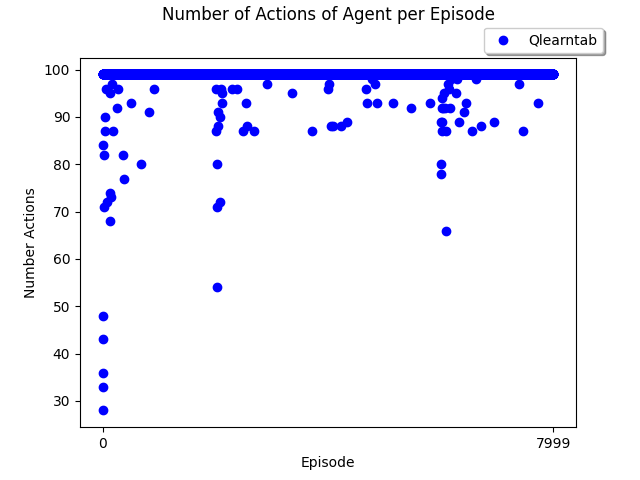 Number of Actions of Agent per Episode
Qlearntab
100
90
80
70
60
50
40
30
Number Actions
0
7999
Episode